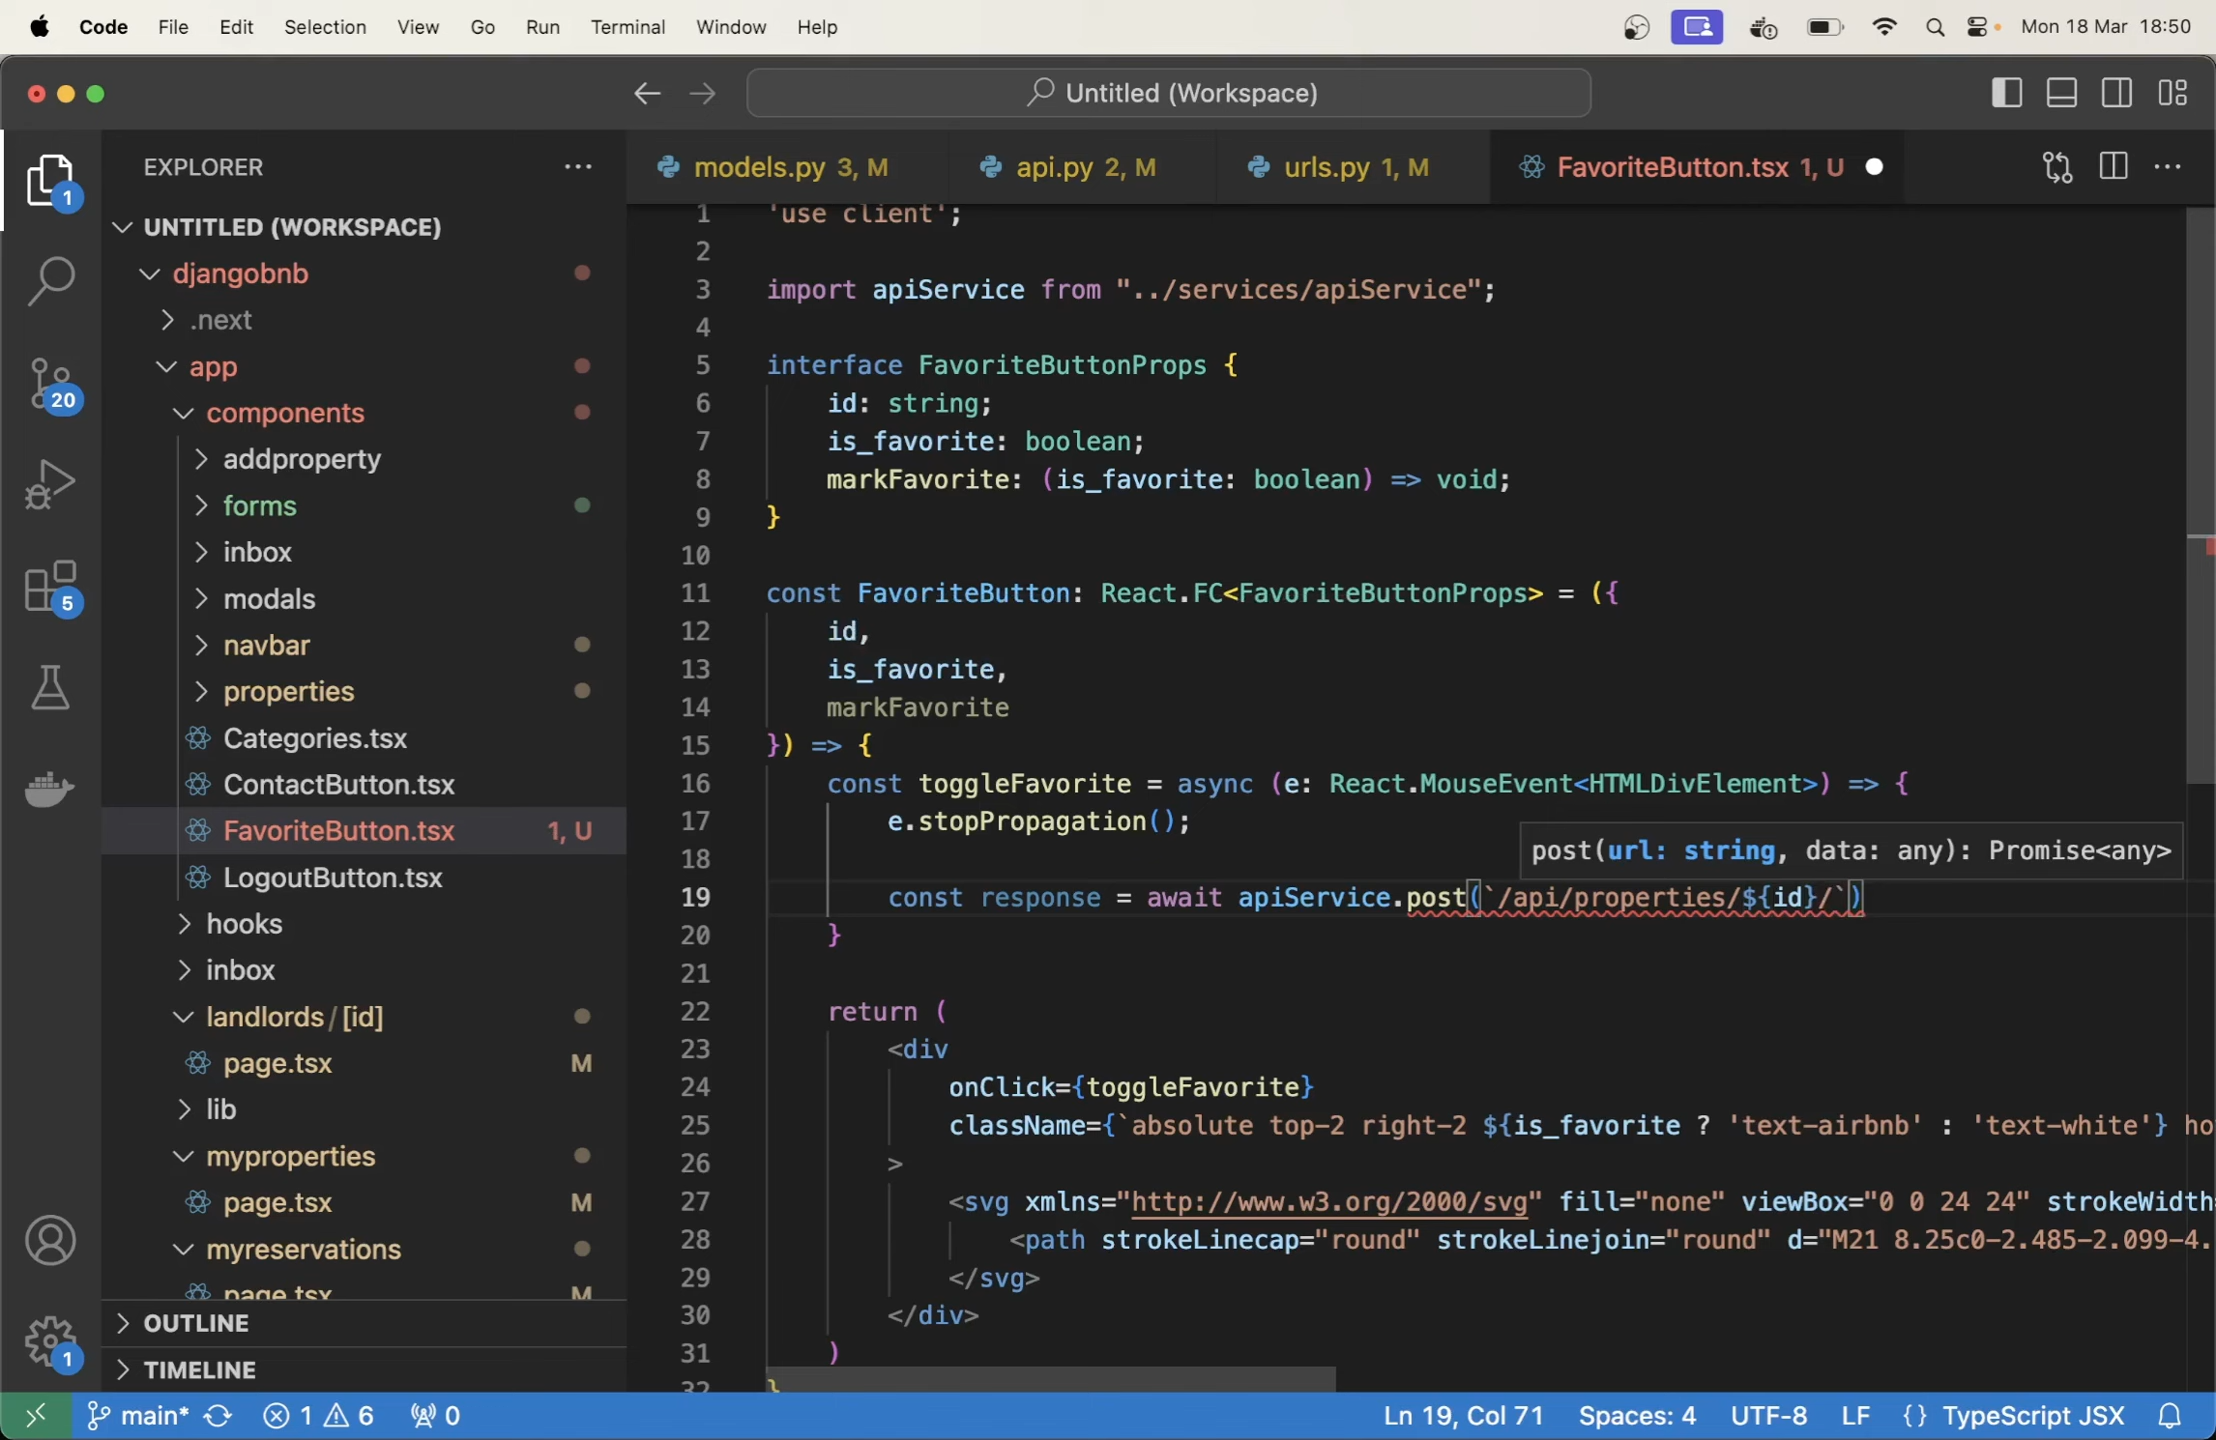 Code File Edit Selection View Go Run Terminal Window Help Mon 18 Mar 18:50
Untitled (Workspace)
EXPLORER
models.py 3, M api.py 2, M urls.py 1, M FavoriteButton.tsx 1, U
UNTITLED (WORKSPACE)
djangobnb
.next
app
components
addproperty
forms
inbox
modals
navbar
properties
Categories.tsx
ContactButton.tsx
FavoriteButton.tsx 1, U
LogoutButton.tsx
hooks
inbox
landlords/[id]
page.tsx M
lib
myproperties
page.tsx M
myreservations
page.tsx M
OUTLINE
TIMELINE
1
20
5
1
1 'use client';
2
3 import apiService from "../services/apiService";
4
5 interface FavoriteButtonProps {
6 id: string;
7 is_favorite: boolean;
8 markFavorite: (is_favorite: boolean) => void;
9 }
10
11 const FavoriteButton: React.FC<FavoriteButtonProps> = ({
12 id,
13 is_favorite,
14 markFavorite
15 }) => {
16 const toggleFavorite = async (e: React.MouseEvent<HTMLDivElement>) => {
17 e.stopPropagation();
18
post(url: string, data: any): Promise<any>
19 const response = await apiService.post(`/api/properties/${id}/`)
20 }
21
22 return (
23 <div
24 onClick={toggleFavorite}
25 className={`absolute top-2 right-2 ${is_favorite ? 'text-airbnb' : 'text-white'} ho
26 >
27 <svg xmlns="http://www.w3.org/2000/svg" fill="none" viewBox="0 0 24 24" strokeWidth=
28 <path strokeLinecap="round" strokeLinejoin="round" d="M21 8.25c0-2.485-2.099-4.
29 </svg>
30 </div>
31 )
32 }
main* 1 6 0 Ln 19, Col 71 Spaces: 4 UTF-8 LF {} TypeScript JSX